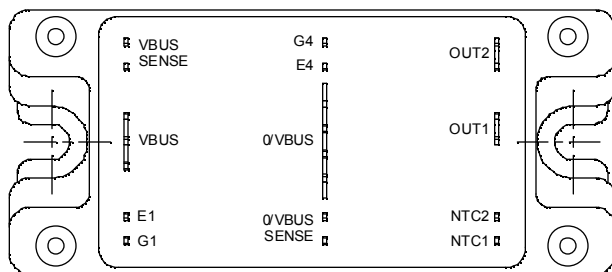 VBUS
SENSE
G4
E4
OUT2
VBUS
0/VBUS
OUT1
E1
G1
0/VBUS
SENSE
NTC2
NTC1